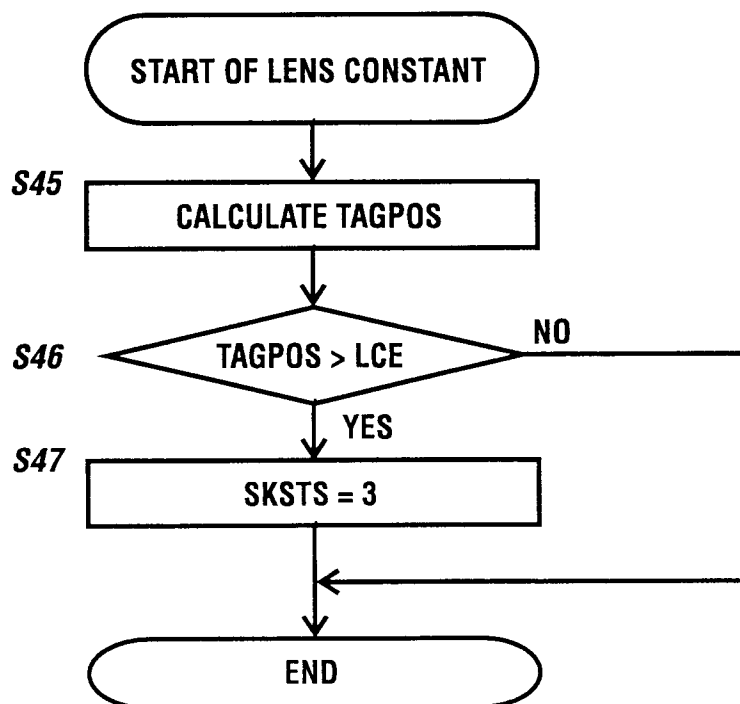 START OF LENS CONSTANT
S45
CALCULATE TAGPOS
S46
TAGPOS > LCE
NO
YES
S47
SKSTS = 3
END